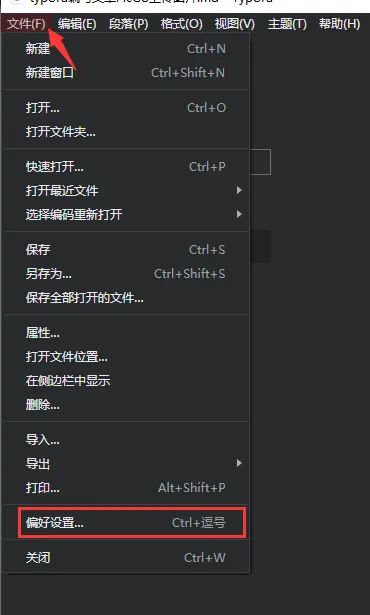 文件(F) 编辑(E) 段落(P) 格式(O) 视图(V) 主题(T) 帮助(H)
新建 Ctrl+N
新建窗口 Ctrl+Shift+N
打开... Ctrl+O
打开文件夹...
快速打开... Ctrl+P
打开最近文件
选择编码重新打开
保存 Ctrl+S
另存为... Ctrl+Shift+S
保存全部打开的文件...
属性...
打开文件位置...
在侧边栏中显示
删除...
导入...
导出
打印... Alt+Shift+P
偏好设置... Ctrl+逗号
关闭 Ctrl+W